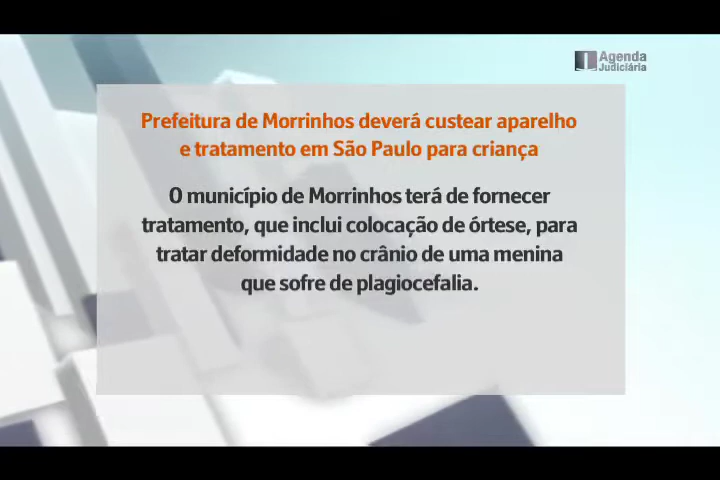 Agenda
Judiciária
Prefeitura de Morrinhos deverá custear aparelho
e tratamento em São Paulo para criança
O município de Morrinhos terá de fornecer
tratamento, que inclui colocação de órtese, para
tratar deformidade no crânio de uma menina
que sofre de plagiocefalia.